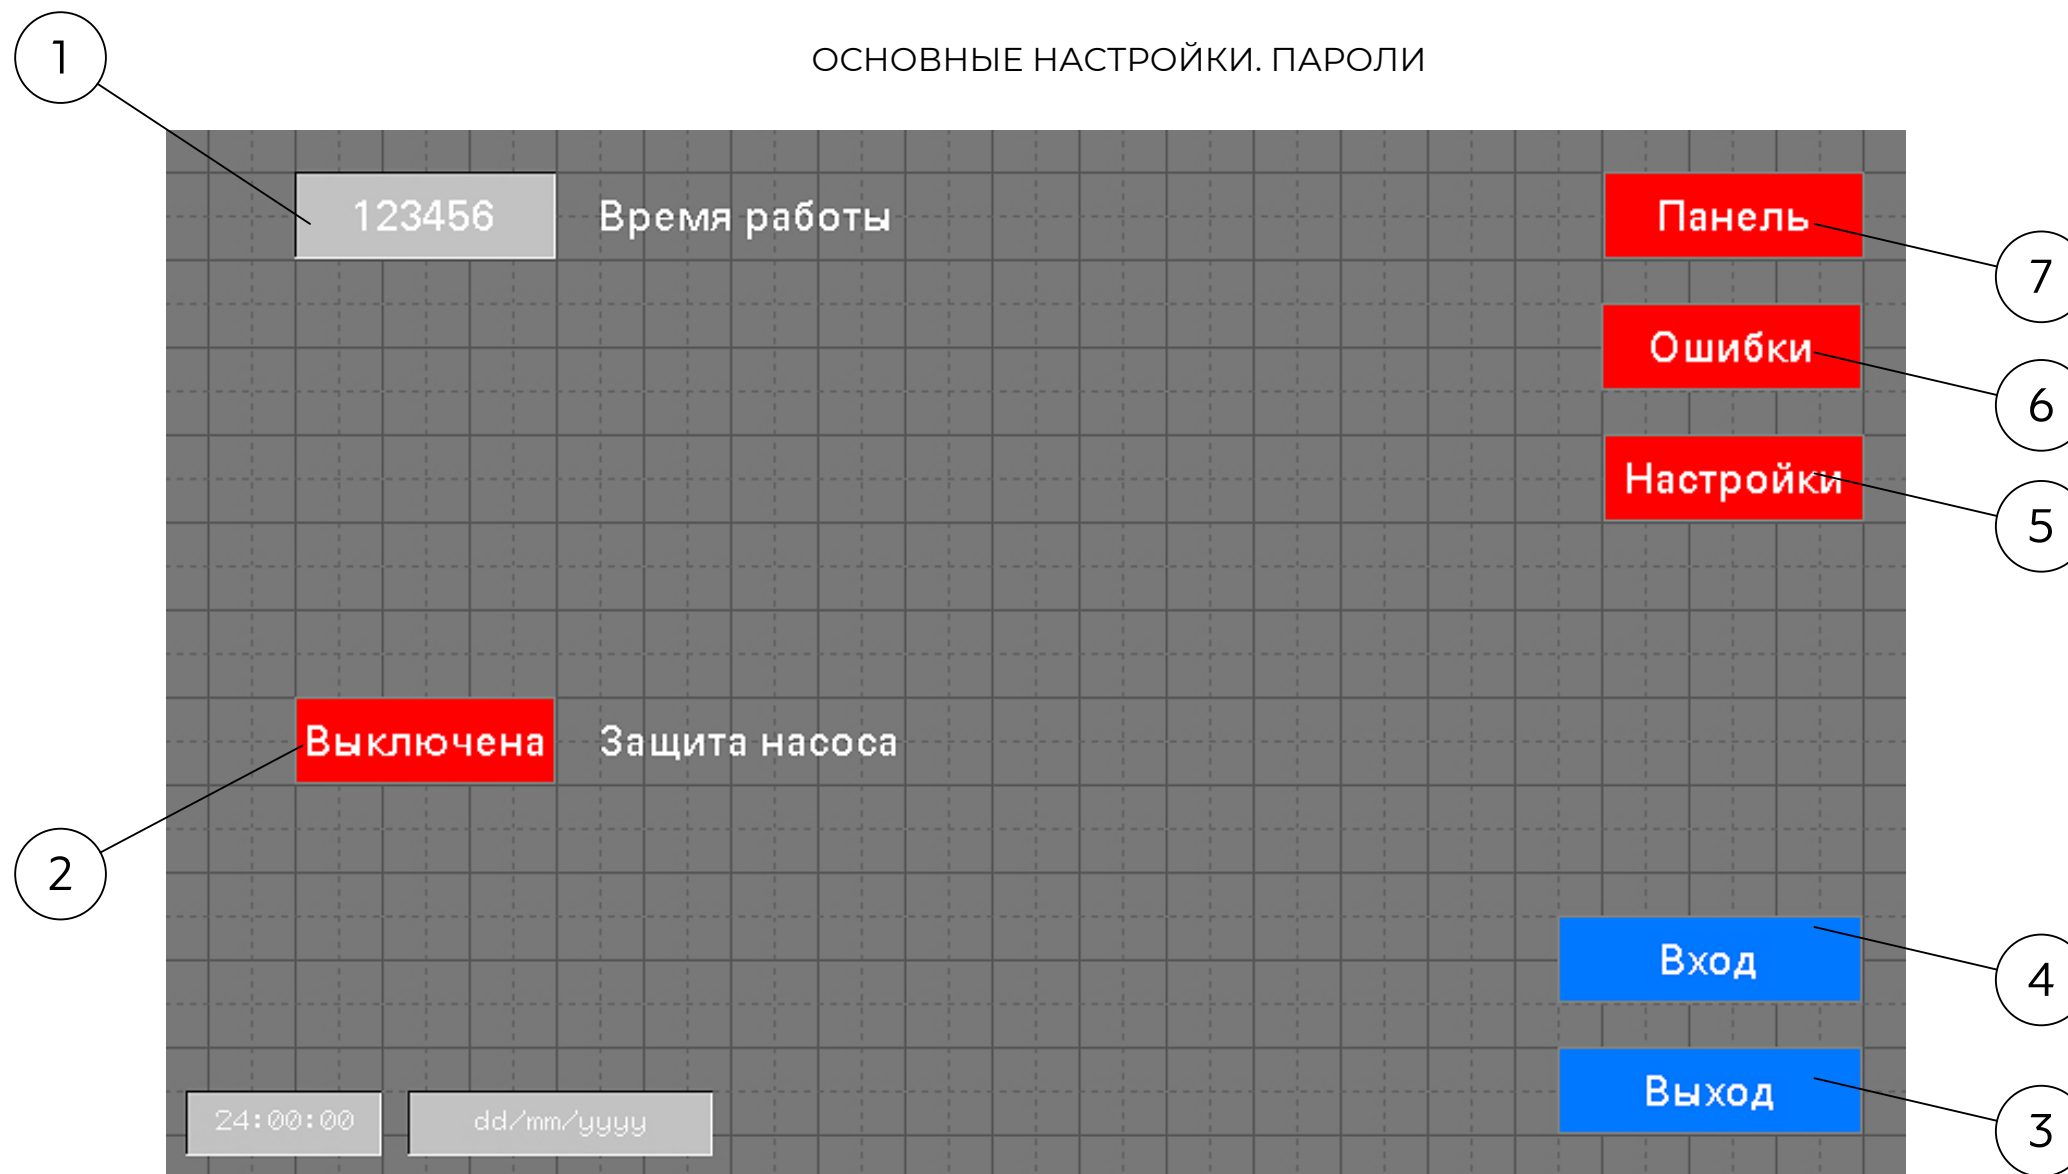 1
ОСНОВНЫЕ НАСТРОЙКИ. ПАРОЛИ
123456 Время работы
Панель
7
Ошибки
6
Настройки
5
Выключена Защита насоса
2
Вход
4
Выход
24:00:00 dd/mm/yyyy
3